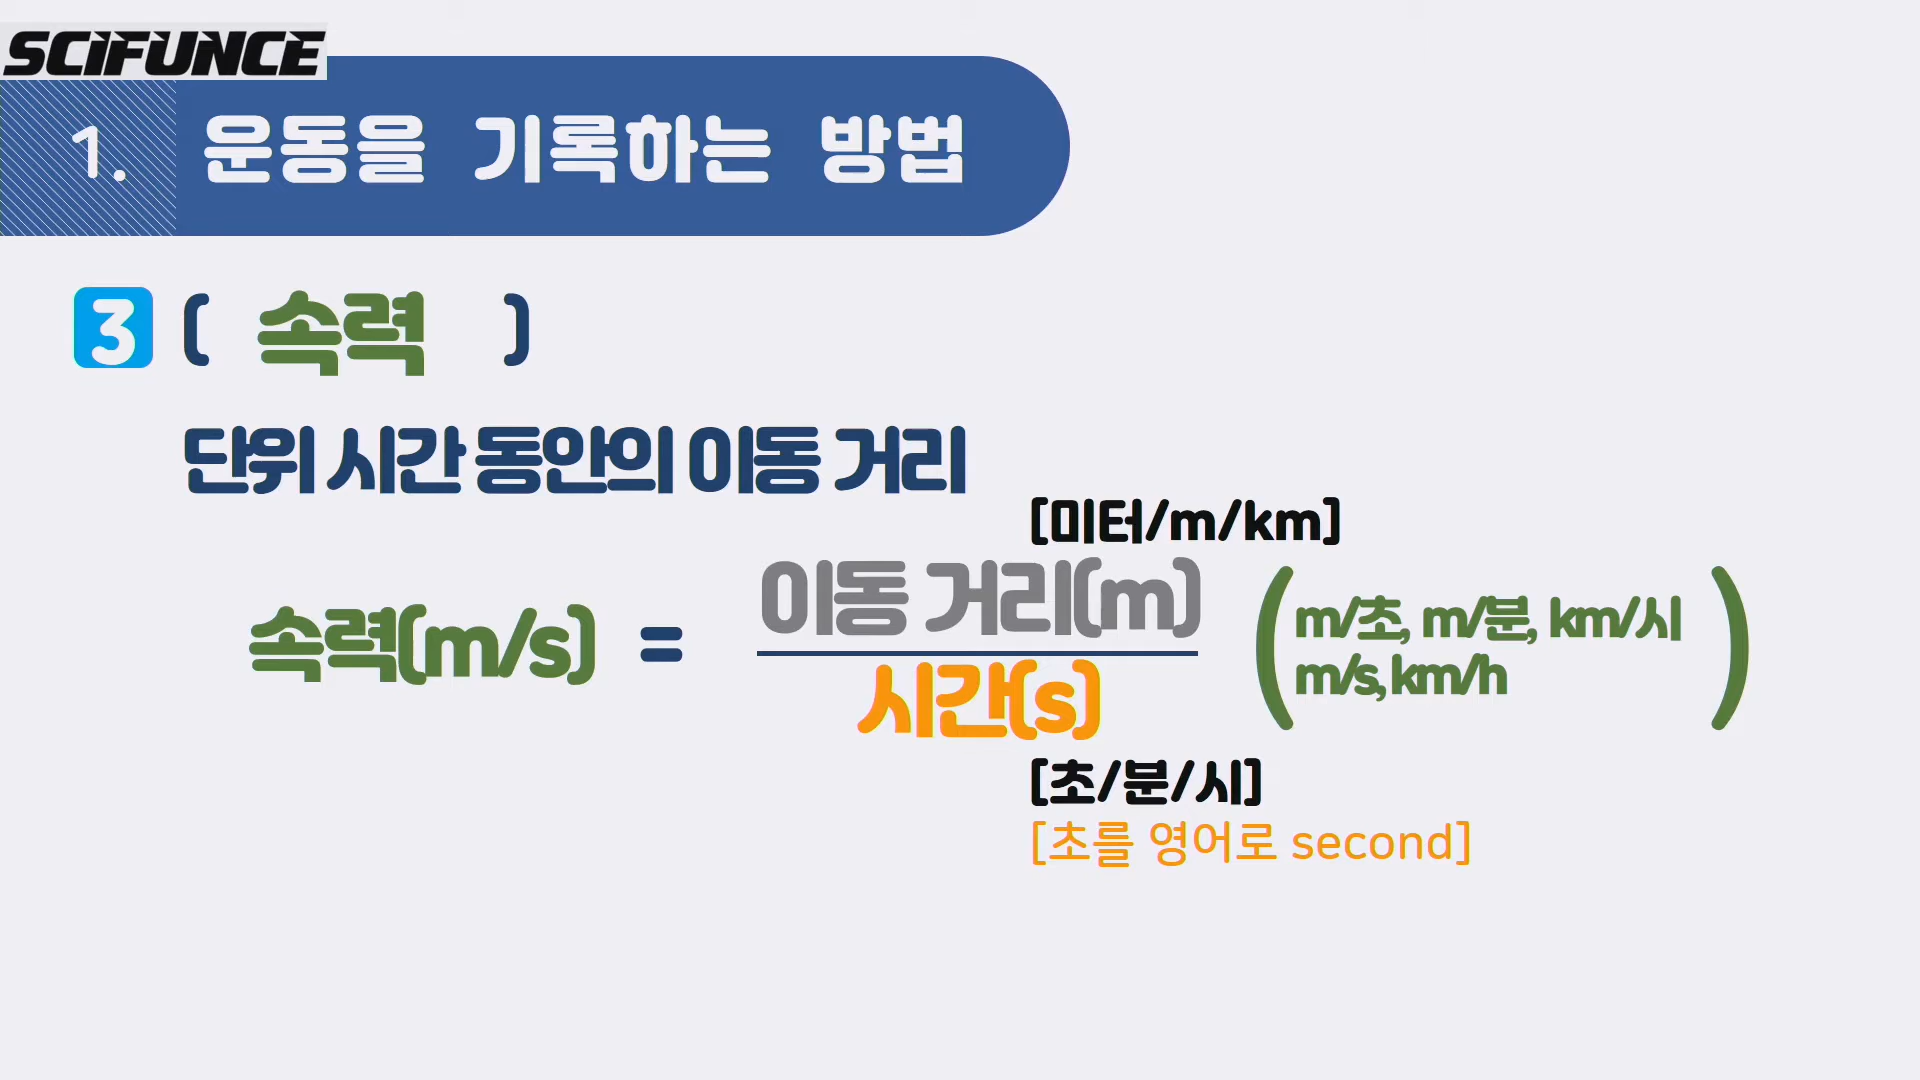 SCIFUNCE
1. 운동을 기록하는 방법
3 ( 속력 )
단위 시간 동안의 이동 거리
[미터/m/km]
속력(m/s) = 이동 거리(m)
시간(s)
(m/초, m/분, km/시
m/s, km/h)
[초/분/시]
[초를 영어로 second]